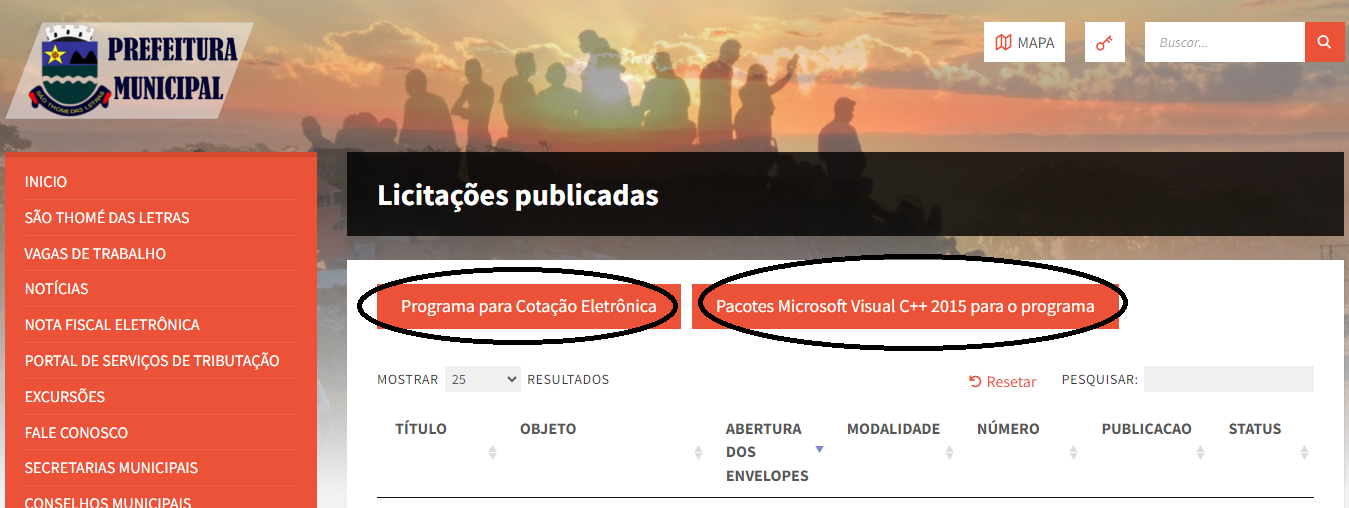 PREFEITURA
MUNICIPAL
SÃO THOMÉ DAS LETRAS
MAPA
Buscar...
INICIO
SÃO THOMÉ DAS LETRAS
VAGAS DE TRABALHO
NOTÍCIAS
NOTA FISCAL ELETRÔNICA
PORTAL DE SERVIÇOS DE TRIBUTAÇÃO
EXCURSÕES
FALE CONOSCO
SECRETARIAS MUNICIPAIS
CONSELHOS MUNICIPAIS
Licitações publicadas
Programa para Cotação Eletrônica
Pacotes Microsoft Visual C++ 2015 para o programa
MOSTRAR 25 RESULTADOS
Resetar
PESQUISAR:
TÍTULO
OBJETO
ABERTURA
DOS
ENVELOPES
MODALIDADE
NÚMERO
PUBLICACAO
STATUS